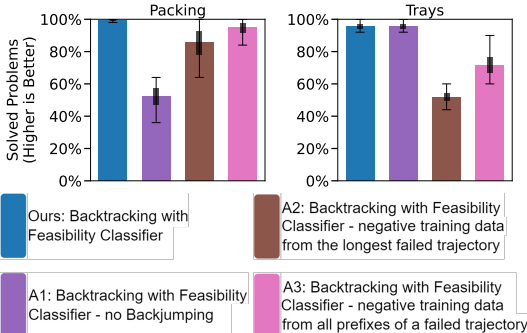 Packing
Trays
Solved Problems
(Higher is Better)
100%
80%
60%
40%
20%
0%
100%
80%
60%
40%
20%
0%
Ours: Backtracking with
Feasibility Classifier
A2: Backtracking with Feasibility
Classifier - negative training data
from the longest failed trajectory
A1: Backtracking with Feasibility
Classifier - no Backjumping
A3: Backtracking with Feasibility
Classifier - negative training data
from all prefixes of a failed trajectory